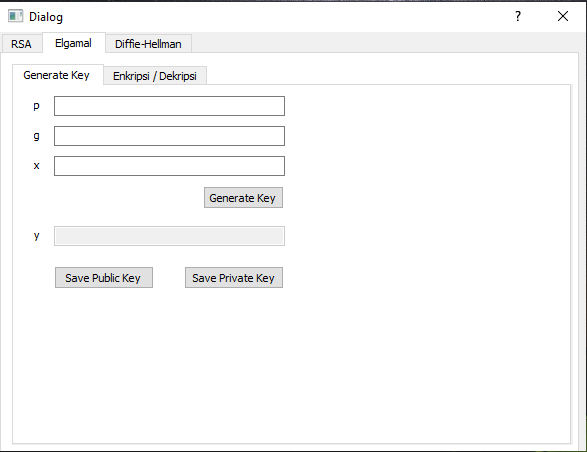 Dialog ?
RSA Elgamal Diffie-Hellman
Generate Key Enkripsi / Dekripsi
p
g
x
Generate Key
y
Save Public Key Save Private Key